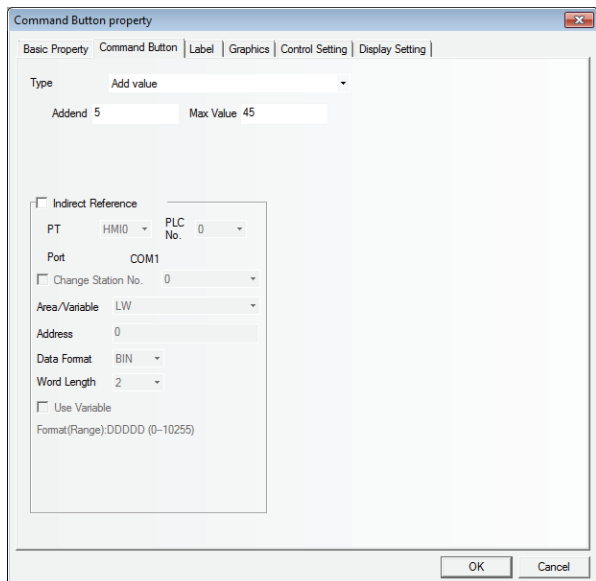 Command Button property
Basic Property Command Button Label Graphics Control Setting Display Setting
Type Add value
Addend 5 Max Value 45
Indirect Reference
PT HMI0 PLC No. 0
Port COM1
Change Station No. 0
Area/Variable LW
Address 0
Data Format BIN
Word Length 2
Use Variable
Format(Range):DDDDD (0--10255)
OK Cancel